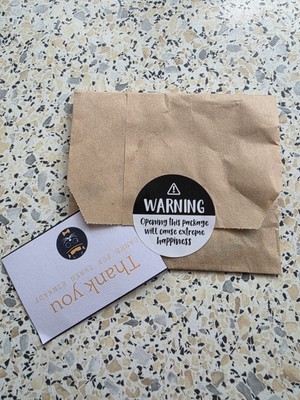 WARNING
Opening this package
will cause extreme
happiness
Thank you